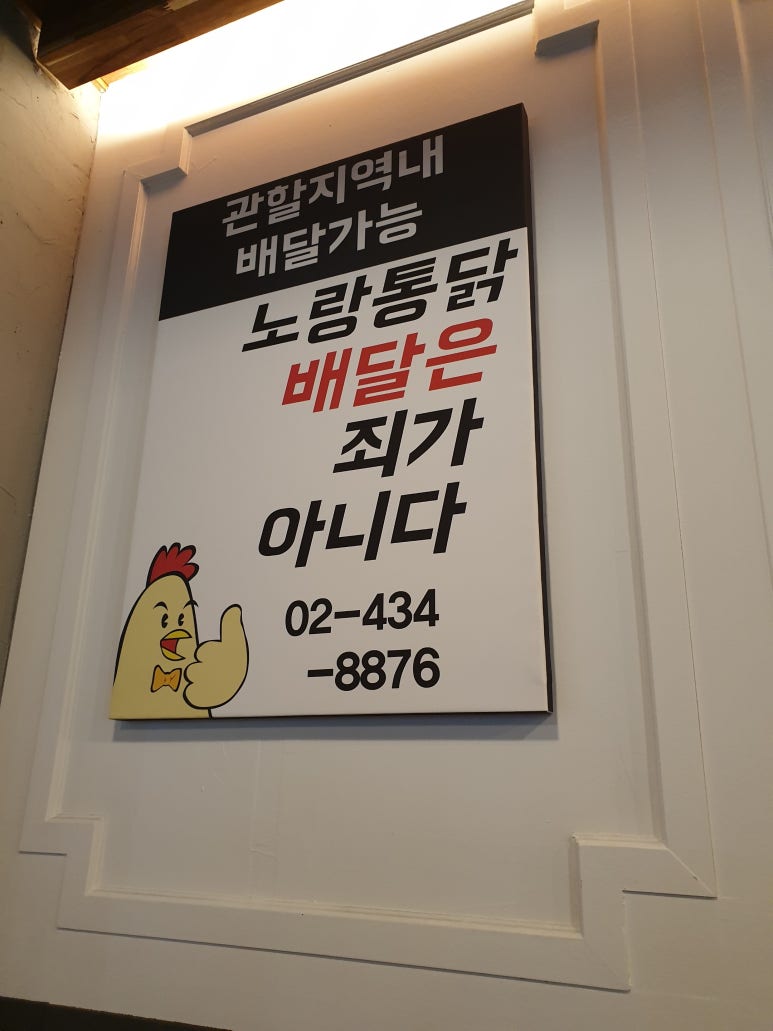 관할지역내
배달가능
노랑통닭
배달은
죄가
아니다
02-434
-8876